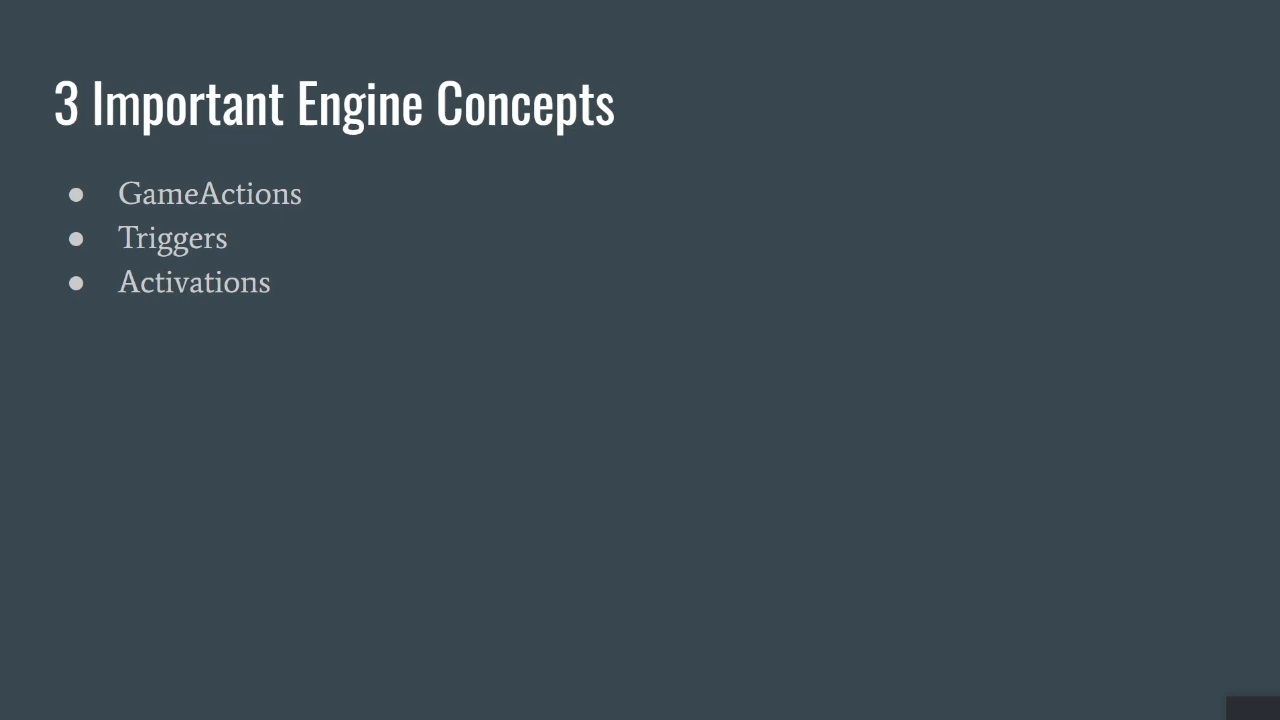 3 Important Engine Concepts
● GameActions
● Triggers
● Activations